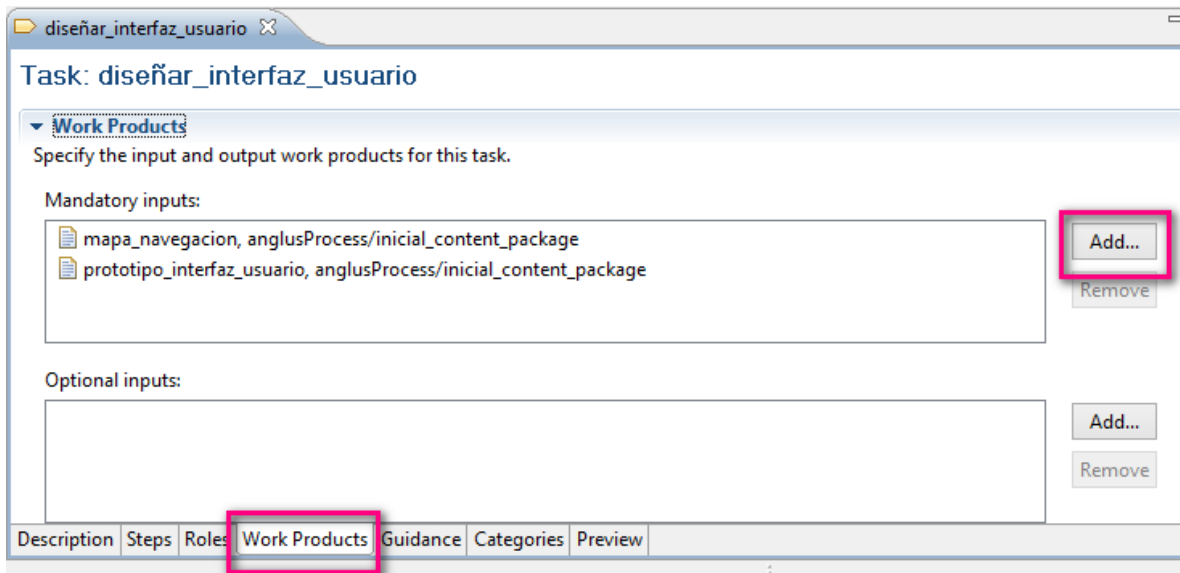 diseñar_interfaz_usuario
Task: diseñar_interfaz_usuario
Work Products
Specify the input and output work products for this task.
Mandatory inputs:
mapa_navegacion, anglusProcess/inicial_content_package
Add...
prototipo_interfaz_usuario, anglusProcess/inicial_content_package
Remove
Optional inputs:
Add...
Remove
Description Steps Roles Work Products Guidance Categories Preview